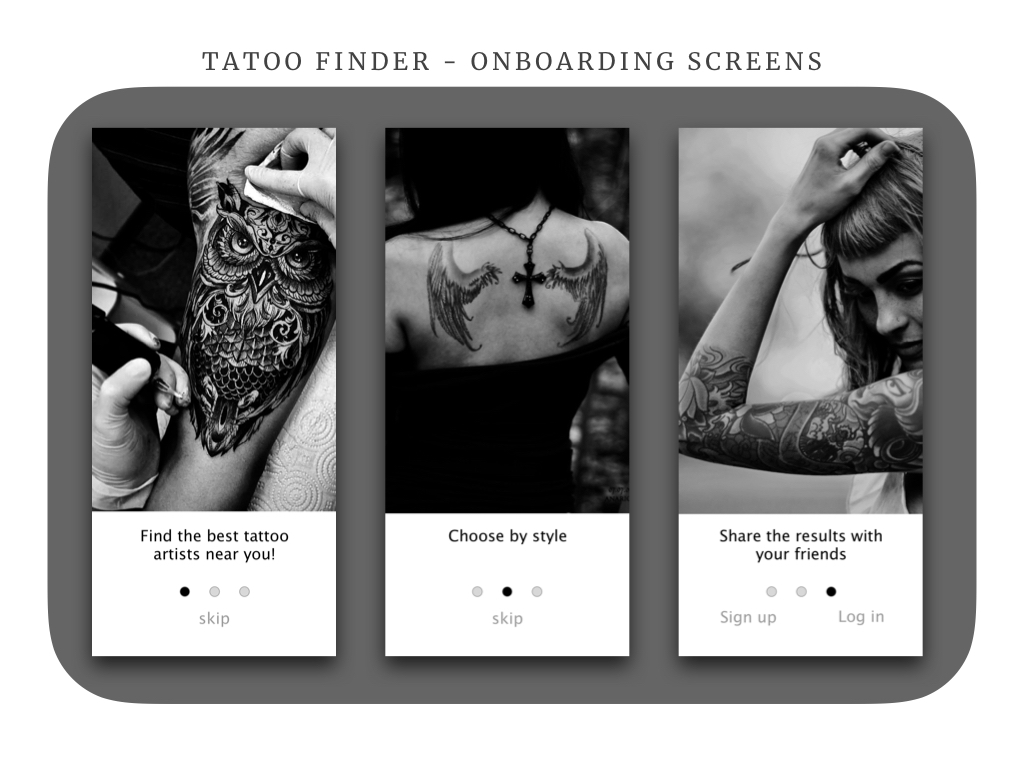 TATOO FINDER - ONBOARDING SCREENS
Find the best tattoo
artists near you!
skip
Choose by style
skip
Share the results with
your friends
Sign up
Log in